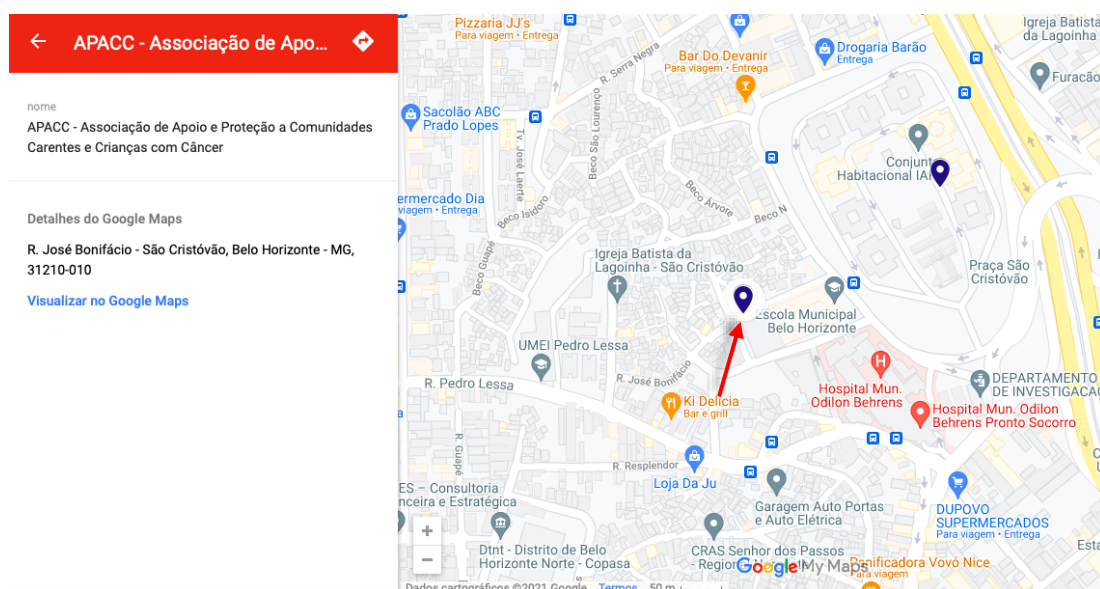 APACC - Associação de Apo...
nome
APACC - Associação de Apoio e Proteção a Comunidades
Carentes e Crianças com Câncer
Detalhes do Google Maps
R. José Bonifácio - São Cristóvão, Belo Horizonte - MG,
31210-010
Visualizar no Google Maps
Pizzaria JJ's
Para viagem • Entrega
R. Serra Negra
Bar Do Devanir
Para viagem • Entrega
Drogaria Barão
Entrega
Igreja Batista
da Lagoinha
Furacão
Sacolão ABC
Prado Lopes
Tv. José Laerte
Beco São Lourenço
Conjunt
Habitacional IA
ermercado Dia
viagem • Entrega
Beco Isidoro
Beco Árvore
Beco N
Beco Guapé
Igreja Batista da
Lagoinha - São Cristóvão
Praça São
Cristóvão
Escola Municipal
Belo Horizonte
UMEI Pedro Lessa
R. Pedro Lessa
R. José Bonifácio
Ki Delicia
Bar e grill
Hospital Mun.
Odilon Behrens
DEPARTAMENTO
DE INVESTIGACA
Hospital Mun. Odilon
Behrens Pronto Socorro
R. Guapé
R. Resplendor
Loja Da Ju
ES – Consultoria
nceira e Estratégica
Garagem Auto Portas
e Auto Elétrica
DUPOVO
SUPERMERCADOS
Para viagem • Entrega
Esta
Dtnt - Distrito de Belo
Horizonte Norte - Copasa
CRAS Senhor dos Passos
- Region
Google My Maps
Panificadora Vovó Nice
Para viagem
Dados cartográficos ©2021 Google
Termos
50 m